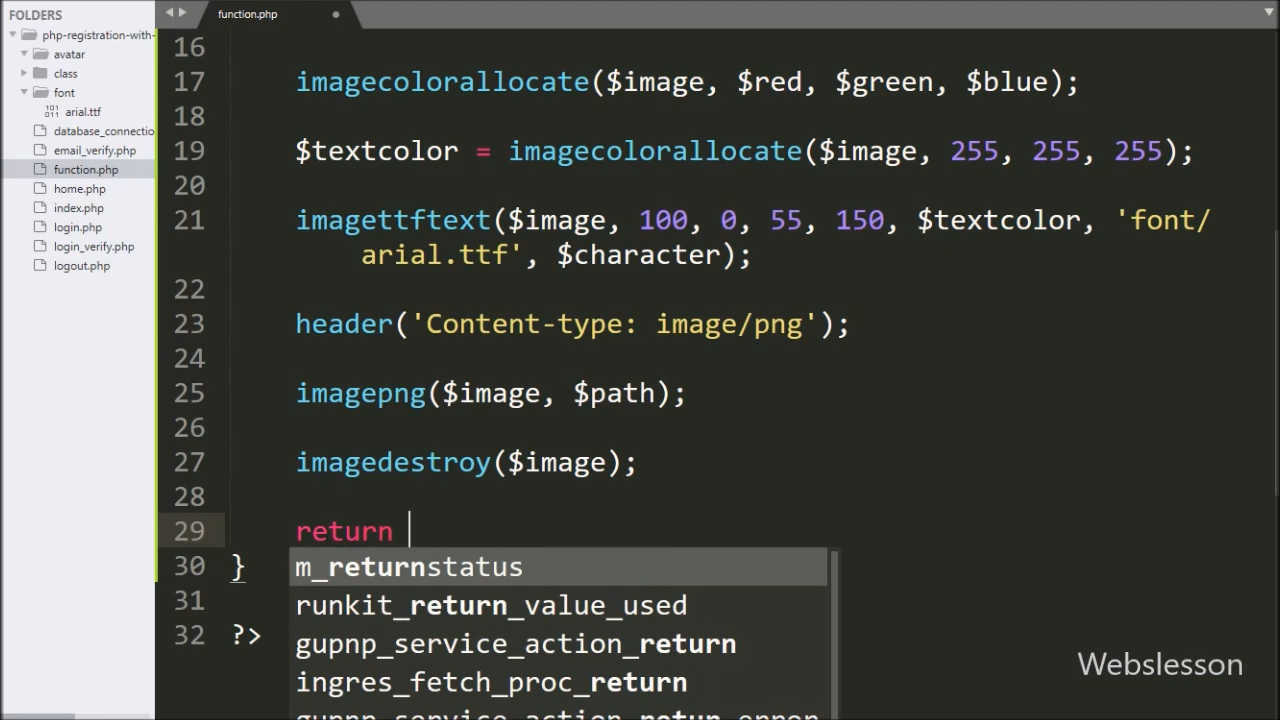 FOLDERS
php-registration-with-
avatar
class
font
arial.ttf
database_connectio
email_verify.php
function.php
home.php
index.php
login.php
login_verify.php
logout.php
function.php
16
17 imagecolorallocate($image, $red, $green, $blue);
18
19 $textcolor = imagecolorallocate($image, 255, 255, 255);
20
21 imagettftext($image, 100, 0, 55, 150, $textcolor, 'font/
arial.ttf', $character);
22
23 header('Content-type: image/png');
24
25 imagepng($image, $path);
26
27 imagedestroy($image);
28
29 return
30 }
31
32 ?>
m_returnstatus
runkit_return_value_used
gupnp_service_action_return
ingres_fetch_proc_return
gupnp_service_action_return_error
Webslesson